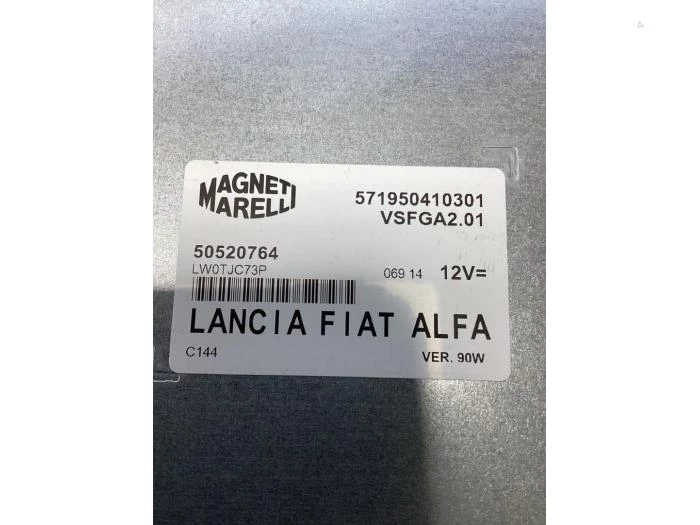 MAGNETI
MARELLI
571950410301
VSFGA2.01
50520764
LW0TJC73P
069 14 12V=
LANCIA FIAT ALFA
C144
VER. 90W